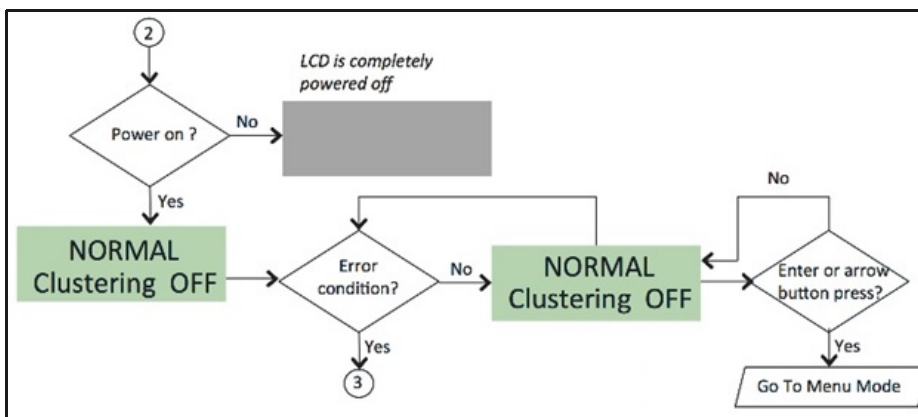 2
LCD is completely
powered off
Power on ?
No
Yes
NORMAL
Clustering OFF
Error
condition?
No
Yes
3
NORMAL
Clustering OFF
No
Enter or arrow
button press?
Yes
Go To Menu Mode